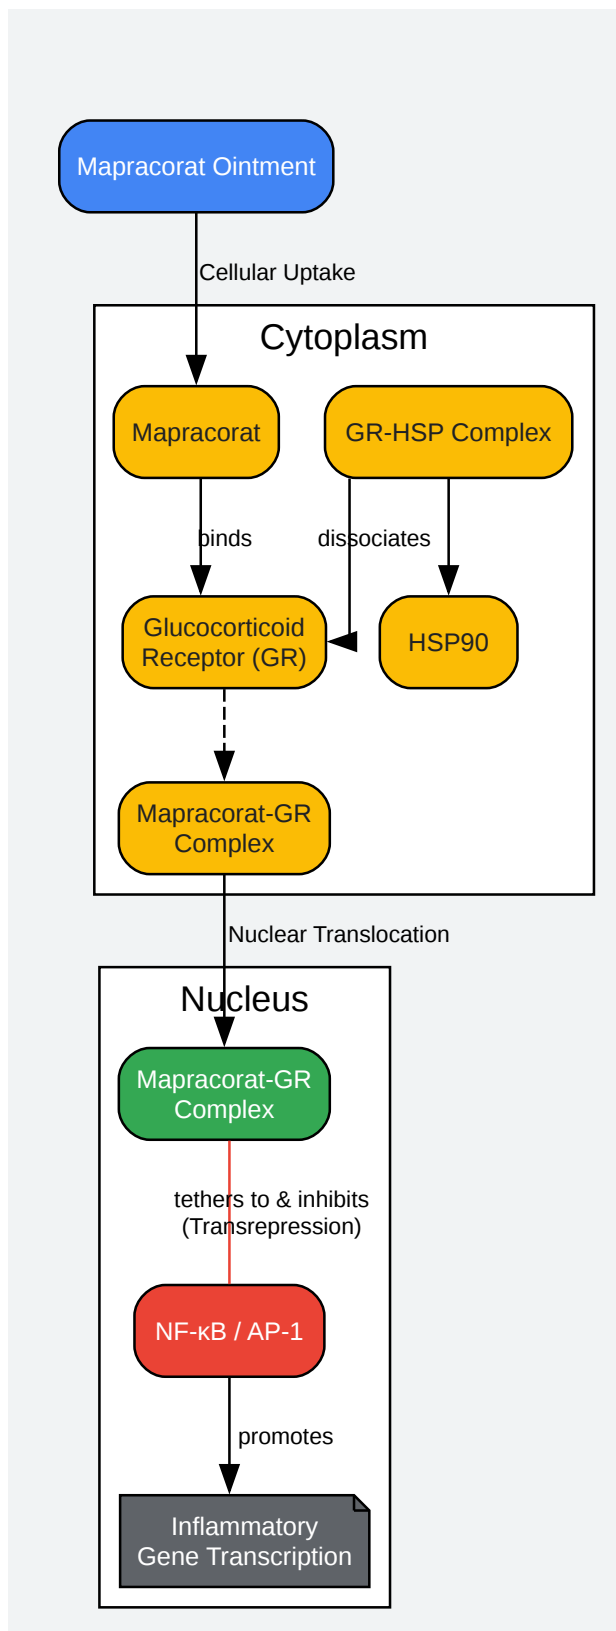 Mapracorat Ointment
Cellular Uptake
Cytoplasm
Mapracorat
GR-HSP Complex
binds
dissociates
Glucocorticoid
Receptor (GR)
HSP90
Mapracorat-GR
Complex
Nuclear Translocation
Nucleus
Mapracorat-GR
Complex
tethers to & inhibits
(Transrepression)
NF-κB / AP-1
promotes
Inflammatory
Gene Transcription